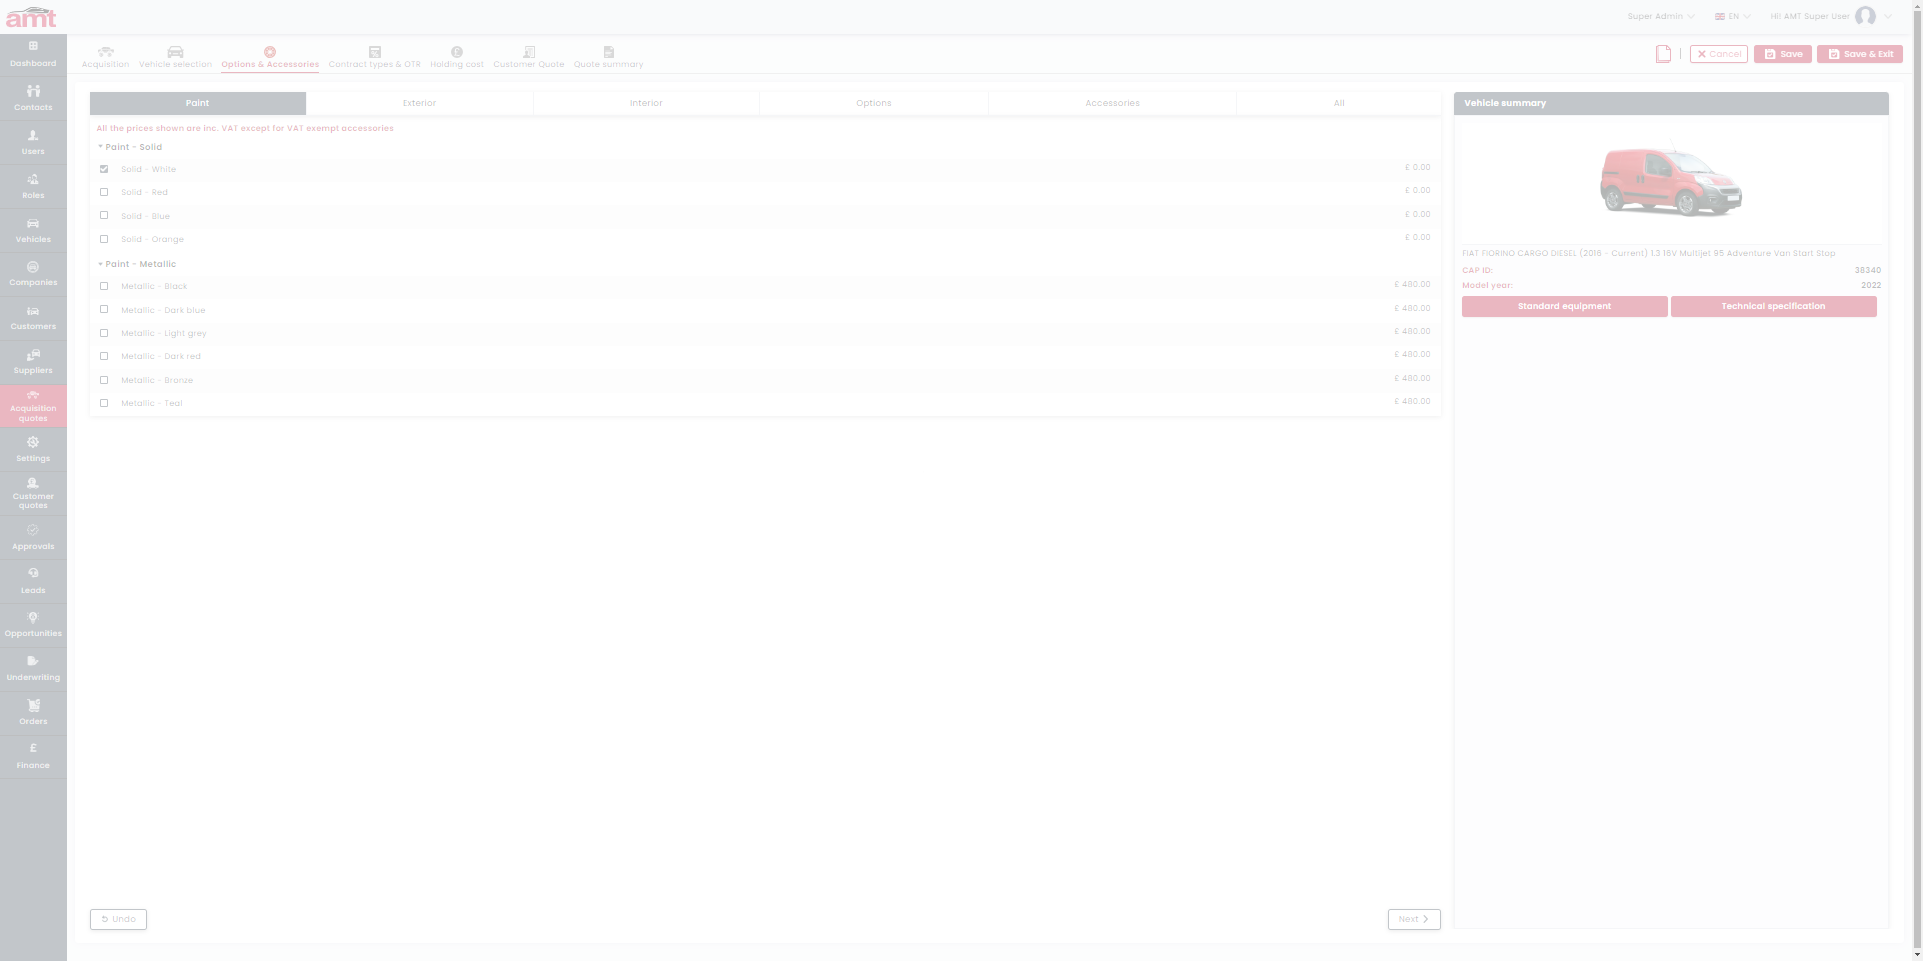 amt
Super Admin
EN
Hi! AMT Super User
Dashboard
Contacts
Users
Roles
Vehicles
Companies
Customers
Suppliers
Acquisition
quotes
Settings
Customer
quotes
Approvals
Leads
Opportunities
Underwriting
Orders
£
Finance
Acquisition
Vehicle selection
Options & Accessories
Contract types & OTR
Holding cost
Customer Quote
Quote summary
Cancel
Save
Save & Exit
Paint
Exterior
Interior
Options
Accessories
All
All the prices shown are inc. VAT except for VAT exempt accessories
Paint - Solid
Solid - White £ 0.00
Solid - Red £ 0.00
Solid - Blue £ 0.00
Solid - Orange £ 0.00
Paint - Metallic
Metallic - Black £ 480.00
Metallic - Dark blue £ 480.00
Metallic - Light grey £ 480.00
Metallic - Dark red £ 480.00
Metallic - Bronze £ 480.00
Metallic - Teal £ 480.00
Undo
Next
Vehicle summary
FIAT FIORINO CARGO DIESEL (2016 - Current) 1.3 16V Multijet 95 Adventure Van Start Stop
CAP ID: 38340
Model year: 2022
Standard equipment
Technical specification